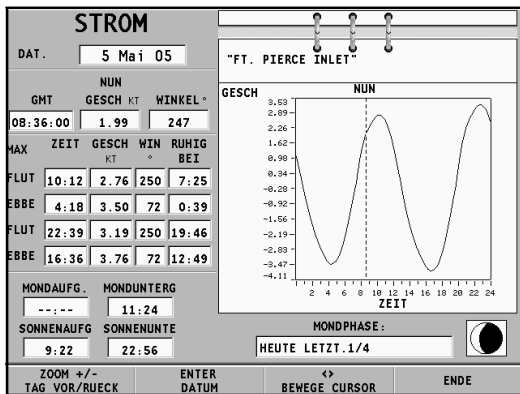 STROM
DAT. 5 Mai 05
NUN
GMT GESCH KT WINKEL°
08:36:00 1.99 247
MAX ZEIT GESCH WIN RUHIG
KT ° BEI
FLUT 10:12 2.76 250 7:25
EBBE 4:18 3.50 72 0:39
FLUT 22:39 3.19 250 19:46
EBBE 16:36 3.76 72 12:49
MONDAUFG. MONDUNTERG
--:-- 11:24
SONNENAUFG SONNENUNTE
9:22 22:56
"FT. PIERCE INLET"
GESCH NUN
3.53
2.89
2.26
1.62
0.98
0.34
-0.28
-0.92
-1.56
-2.19
-2.83
-3.47
-4.11
2 4 6 8 10 12 14 16 18 20 22 24
ZEIT
MONDPHASE:
HEUTE LETZT.1/4
ZOOM +/- ENTER <> ENDE
TAG VOR/RUECK DATUM BEWEGE CURSOR